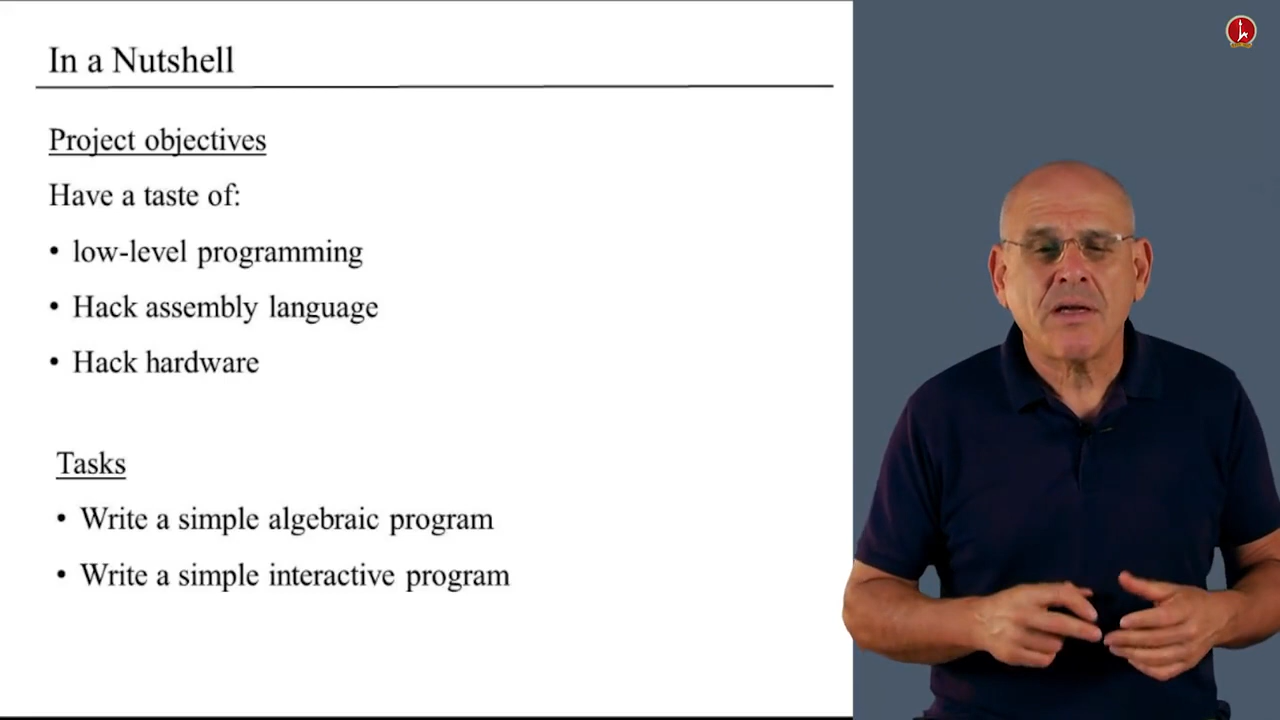 In a Nutshell
Project objectives
Have a taste of:
• low-level programming
• Hack assembly language
• Hack hardware
Tasks
• Write a simple algebraic program
• Write a simple interactive program